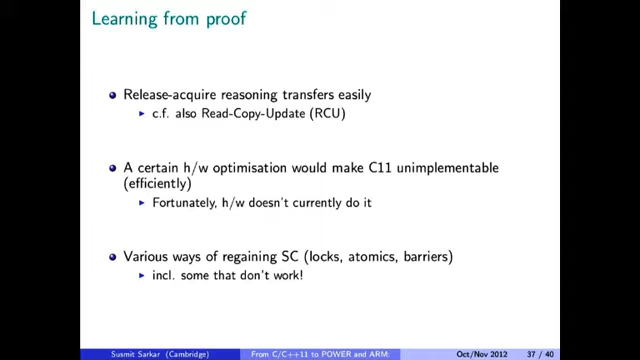 Learning from proof
Release-acquire reasoning transfers easily
c.f. also Read-Copy-Update (RCU)
A certain h/w optimisation would make C11 unimplementable
(efficiently)
Fortunately, h/w doesn't currently do it
Various ways of regaining SC (locks, atomics, barriers)
incl. some that don't work!
Susmit Sarkar (Cambridge) From C/C++11 to POWER and ARM: Oct/Nov 2012 37 / 40